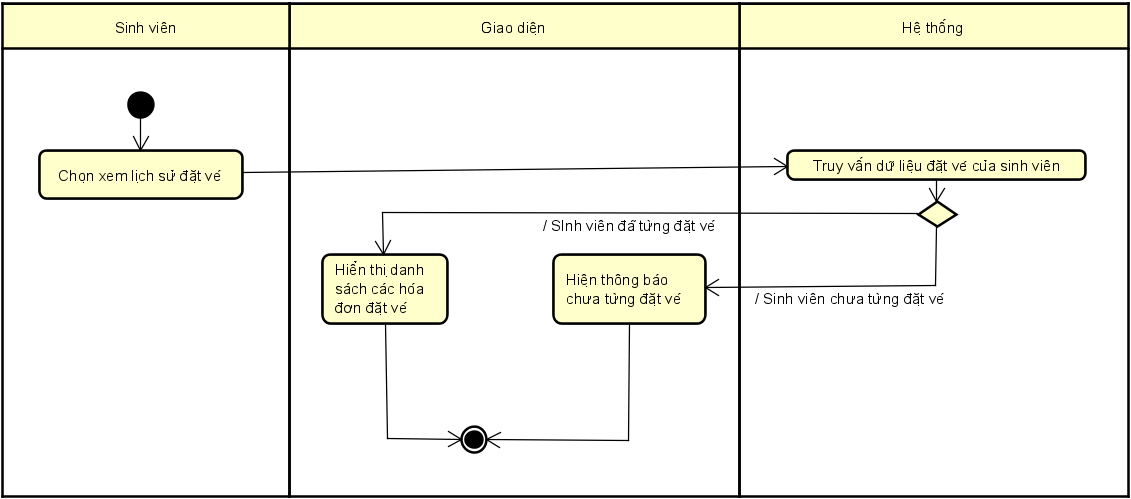 Sinh viên
Giao diện
Hệ thống
Chọn xem lịch sử đặt vé
Truy vấn dữ liệu đặt vé của sinh viên
/ SInh viên đã từng đặt vé
Hiển thị danh
sách các hóa
đơn đặt vé
Hiện thông báo
chưa từng đặt vé
/ Sinh viên chưa từng đặt vé